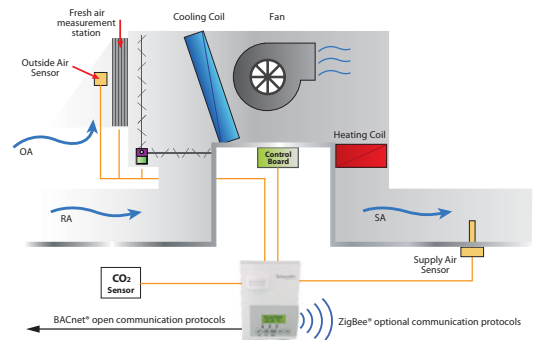 Fresh air
measurement
station
Cooling Coil
Fan
Outside Air
Sensor
OA
Heating Coil
Control
Board
RA
SA
Supply Air
Sensor
CO2
Sensor
BACnet® open communication protocols
ZigBee® optional communication protocols